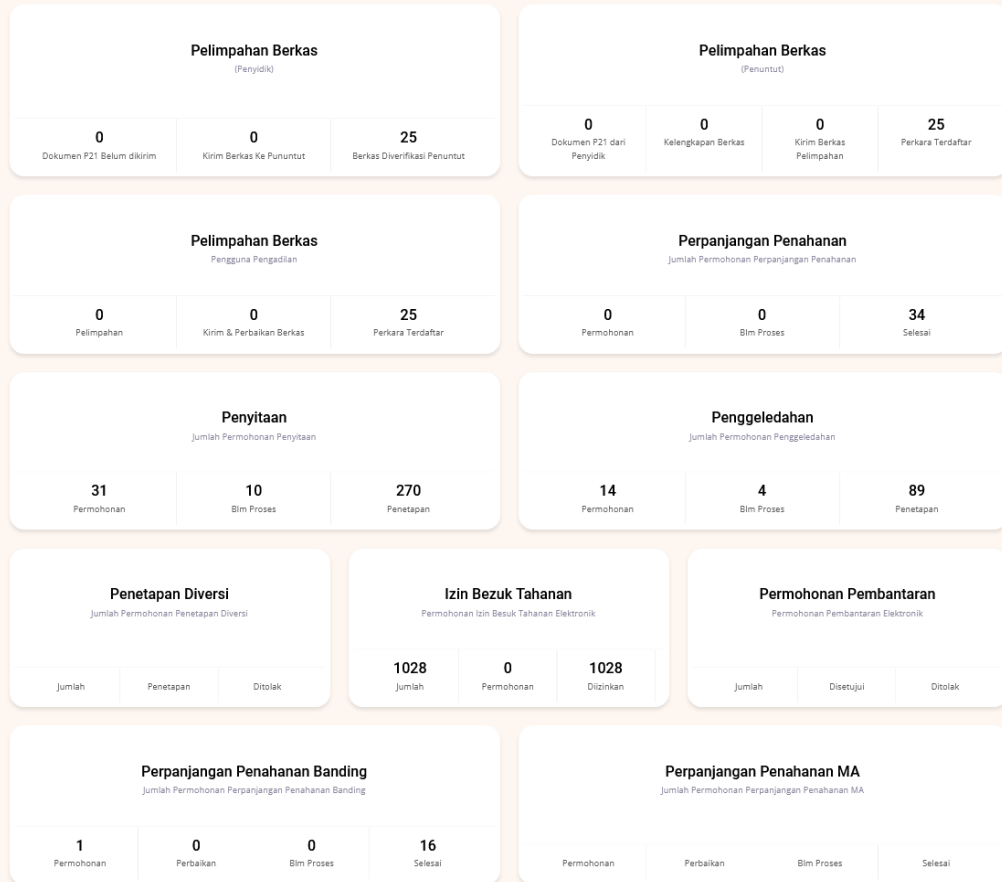 Pelimpahan Berkas
(Penyidik)
0
Dokumen P21 Belum dikirim
0
Kirim Berkas Ke Pununtut
25
Berkas Diverifikasi Penuntut
Pelimpahan Berkas
(Penuntut)
0
Dokumen P21 dari
Penyidik
0
Kelengkapan Berkas
0
Kirim Berkas
Pelimpahan
25
Perkara Terdaftar
Pelimpahan Berkas
Pengguna Pengadilan
0
Pelimpahan
0
Kirim & Perbaikan Berkas
25
Perkara Terdaftar
Perpanjangan Penahanan
Jumlah Permohonan Perpanjangan Penahanan
0
Permohonan
0
Blm Proses
34
Selesai
Penyitaan
Jumlah Permohonan Penyitaan
31
Permohonan
10
Blm Proses
270
Penetapan
Penggeledahan
Jumlah Permohonan Penggeledahan
14
Permohonan
4
Blm Proses
89
Penetapan
Penetapan Diversi
Jumlah Permohonan Penetapan Diversi
Jumlah
Penetapan
Ditolak
Izin Bezuk Tahanan
Permohonan Izin Besuk Tahanan Elektronik
1028
Jumlah
0
Permohonan
1028
Diizinkan
Permohonan Pembantaran
Permohonan Pembantaran Elektronik
Jumlah
Disetujui
Ditolak
Perpanjangan Penahanan Banding
Jumlah Permohonan Perpanjangan Penahanan Banding
1
Permohonan
0
Perbaikan
0
Blm Proses
16
Selesai
Perpanjangan Penahanan MA
Jumlah Permohonan Perpanjangan Penahanan MA
Permohonan
Perbaikan
Blm Proses
Selesai